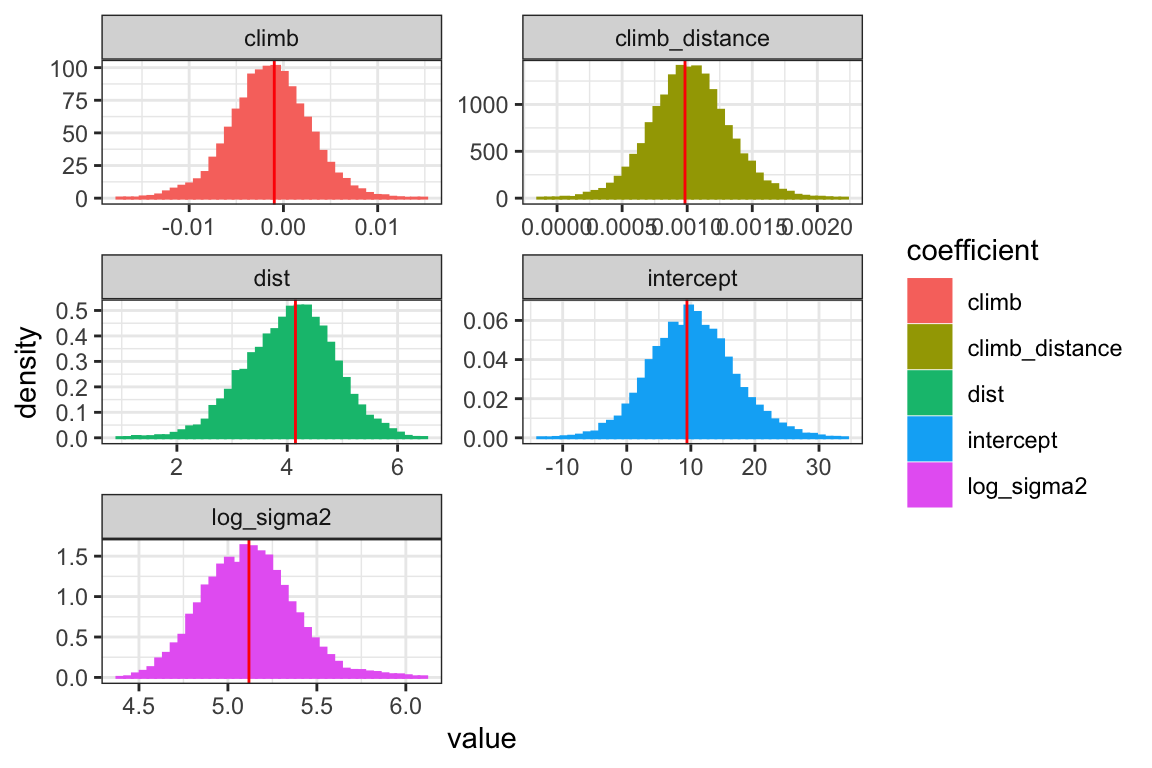 climb
climb_distance
100
75
50
25
0
1000
500
0
-0.01 0.00 0.01
0.0000 0.0005 0.0010 0.0015 0.0020
dist
intercept
0.5
0.4
0.3
0.2
0.1
0.0
0.06
0.04
0.02
0.00
2 4 6
-10 0 10 20 30
log_sigma2
1.5
1.0
0.5
0.0
4.5 5.0 5.5 6.0
density
value
coefficient
climb
climb_distance
dist
intercept
log_sigma2